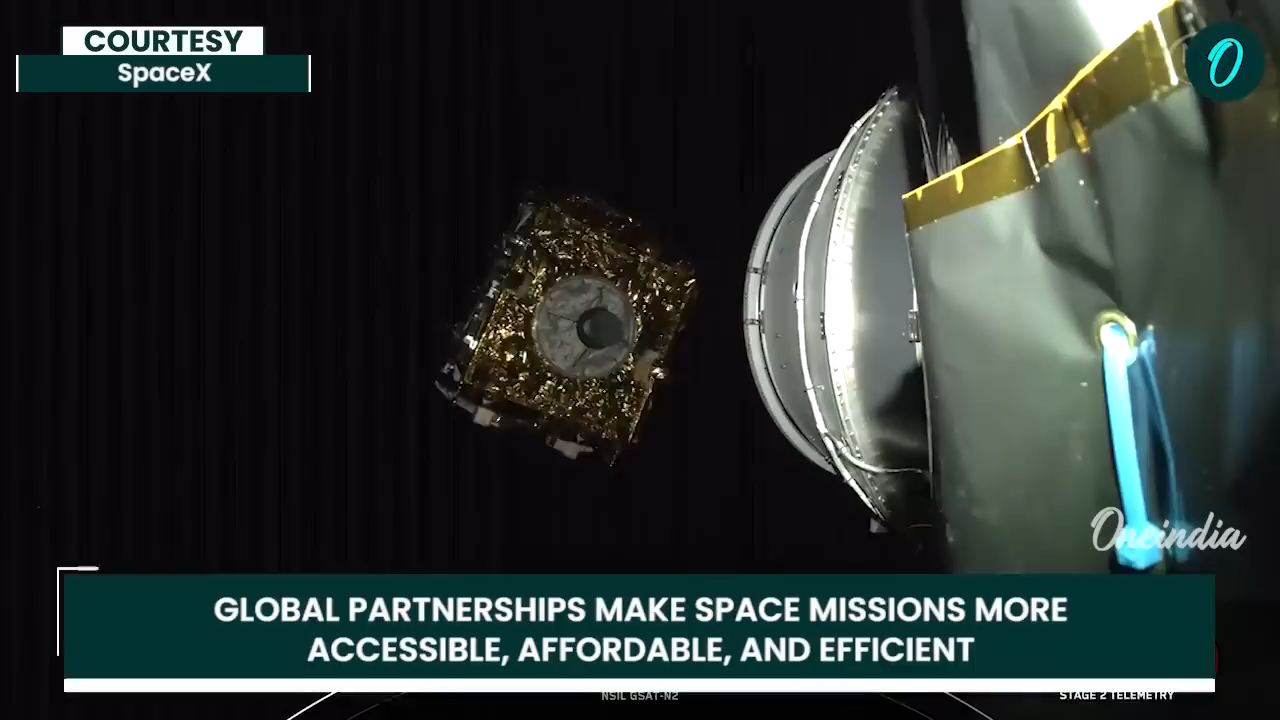 COURTESY
SpaceX
O
Oneindia
GLOBAL PARTNERSHIPS MAKE SPACE MISSIONS MORE
ACCESSIBLE, AFFORDABLE, AND EFFICIENT
NSIL GSAT-N2
STAGE 2 TELEMETRY